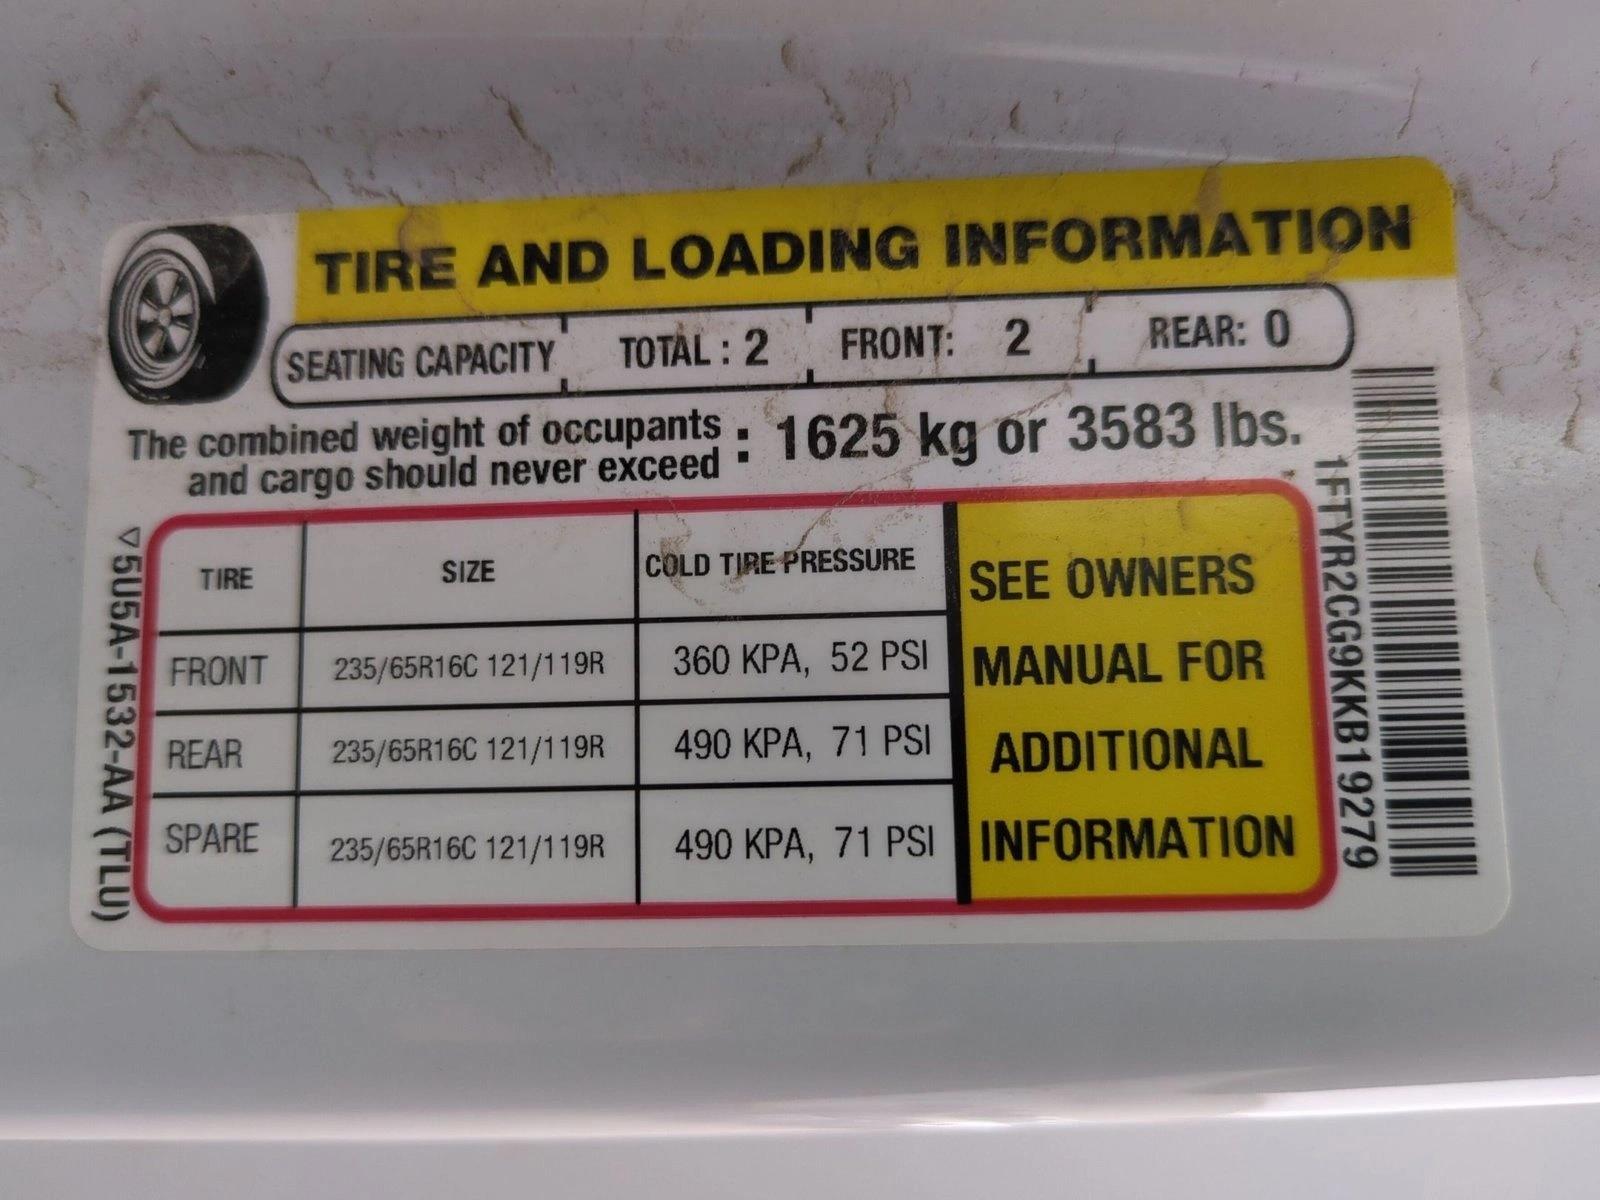 TIRE AND LOADING INFORMATION
SEATING CAPACITY TOTAL : 2 FRONT: 2 REAR: 0
The combined weight of occupants
and cargo should never exceed : 1625 kg or 3583 lbs.
TIRE SIZE COLD TIRE PRESSURE
FRONT 235/65R16C 121/119R 360 KPA, 52 PSI
REAR 235/65R16C 121/119R 490 KPA, 71 PSI
SPARE 235/65R16C 121/119R 490 KPA, 71 PSI
SEE OWNERS
MANUAL FOR
ADDITIONAL
INFORMATION
▽5U5A-1532-AA (TLU)
1FTYR2CG9KKB19279